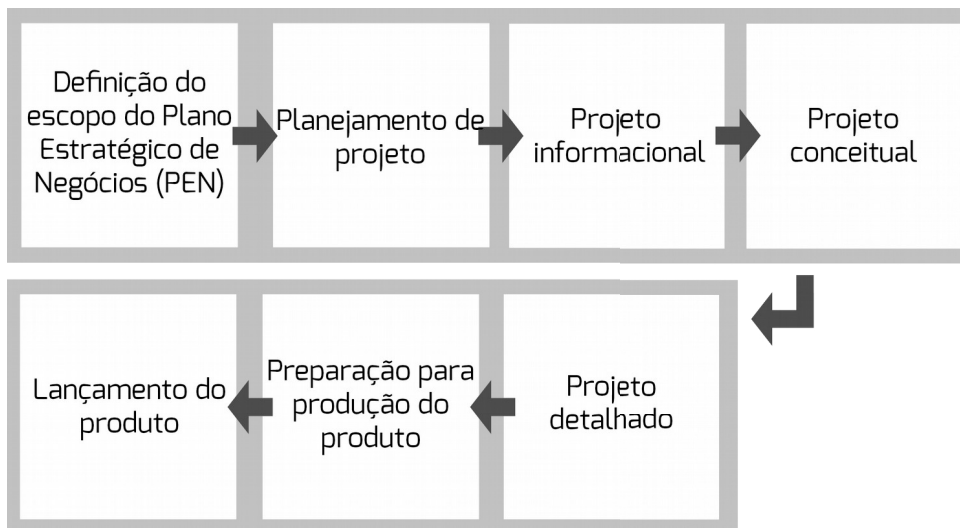 Definição do
escopo do Plano
Estratégico de
Negócios (PEN)
Planejamento de
projeto
Projeto
informacional
Projeto
conceitual
Projeto
detalhado
Preparação para
produção do
produto
Lançamento do
produto